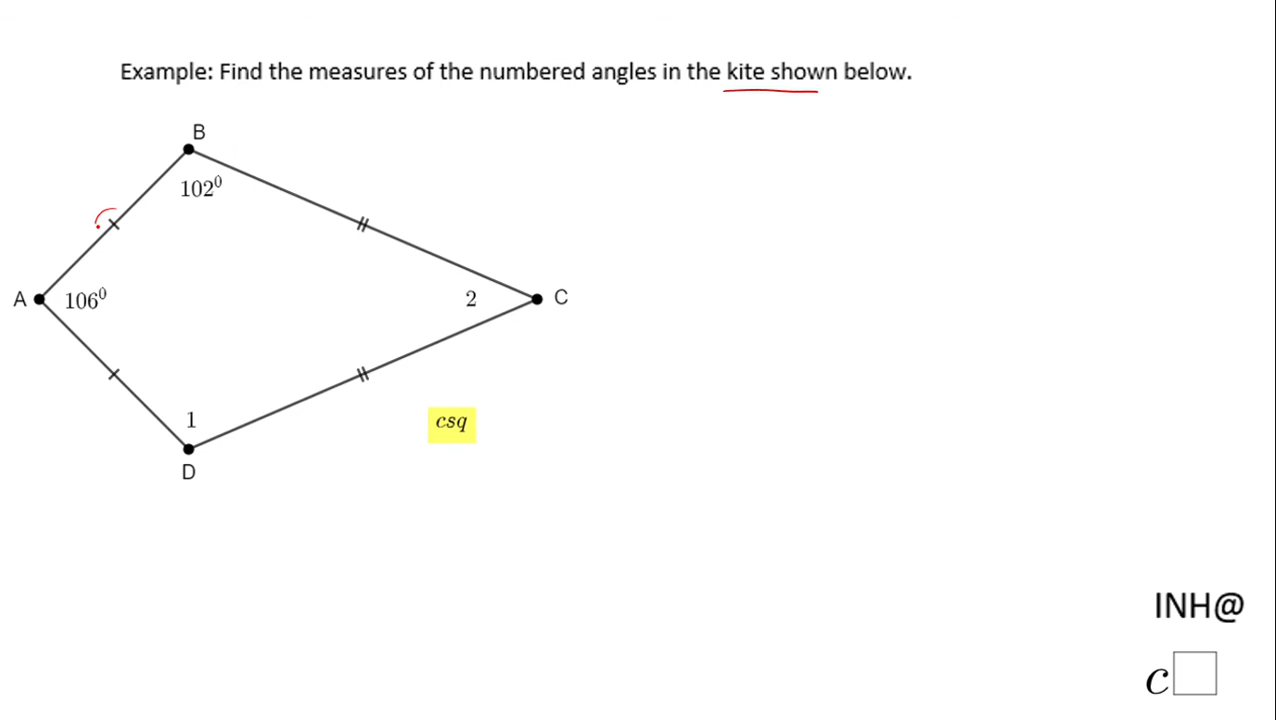 Example: Find the measures of the numbered angles in the kite shown below.
B
102⁰
A 106⁰ 2 C
1
csq
D
INH@
c